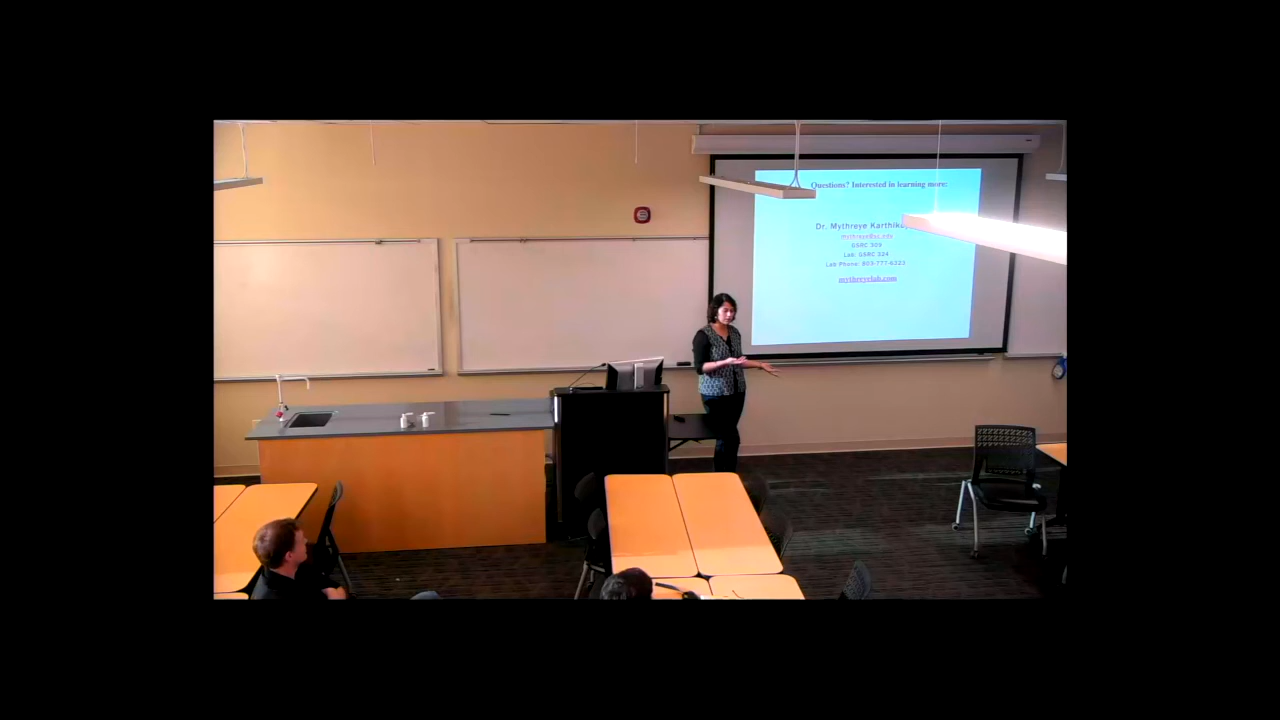 Questions? Interested in learning more:
Dr. Mythreye
GSRC 309
Lab: GSRC 324
Lab Phone: 803-777-6323
mythreyelab.com